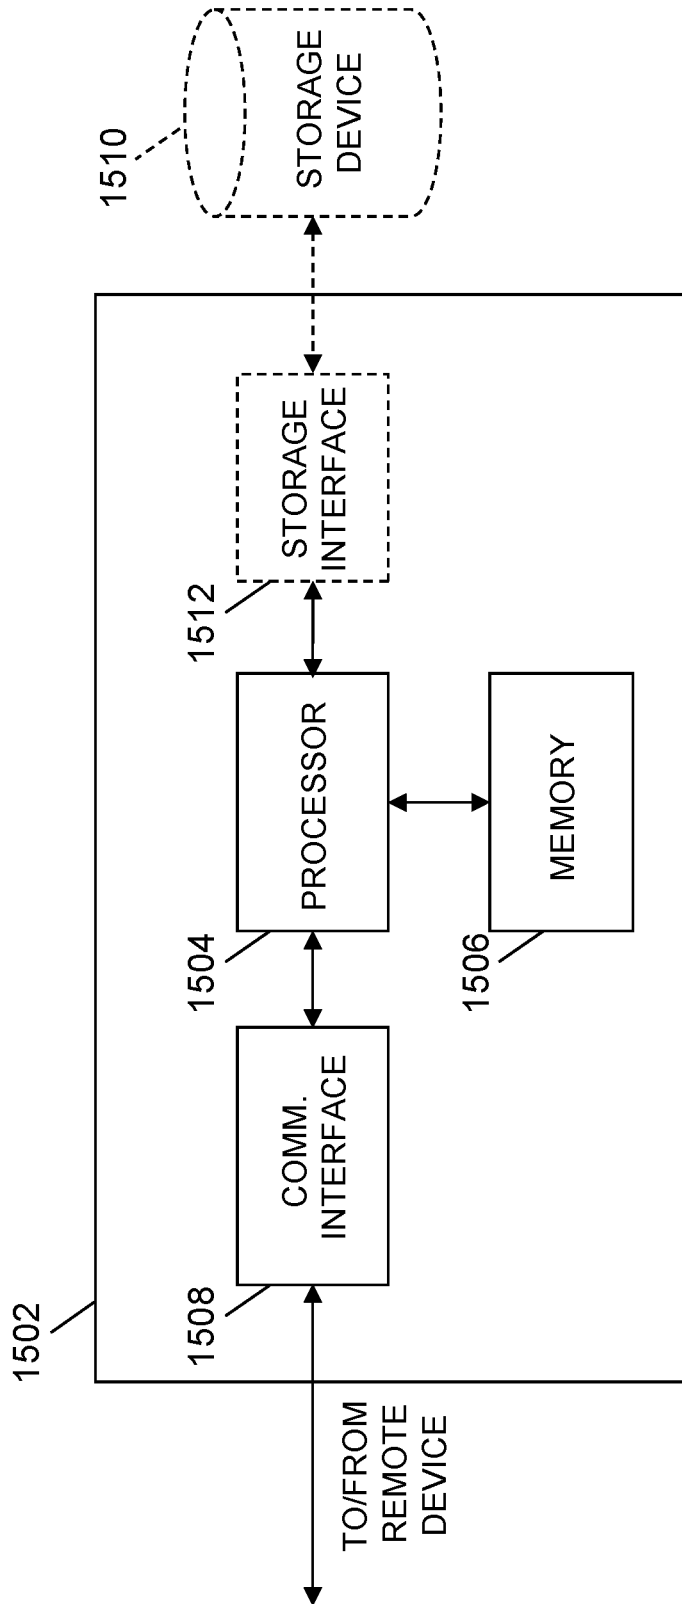 1502
TO/FROM
REMOTE
DEVICE
1508
COMM.
INTERFACE
1504
PROCESSOR
1506
MEMORY
1512
STORAGE
INTERFACE
1510
STORAGE
DEVICE